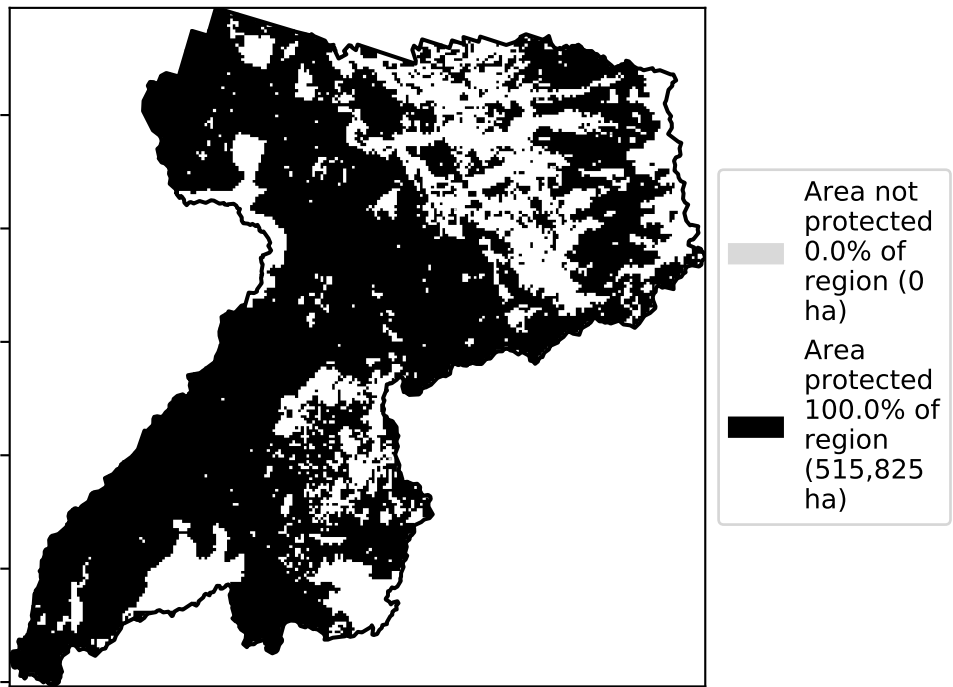 Area not
protected
0.0% of
region (0
ha)
Area
protected
100.0% of
region
(515,825
ha)